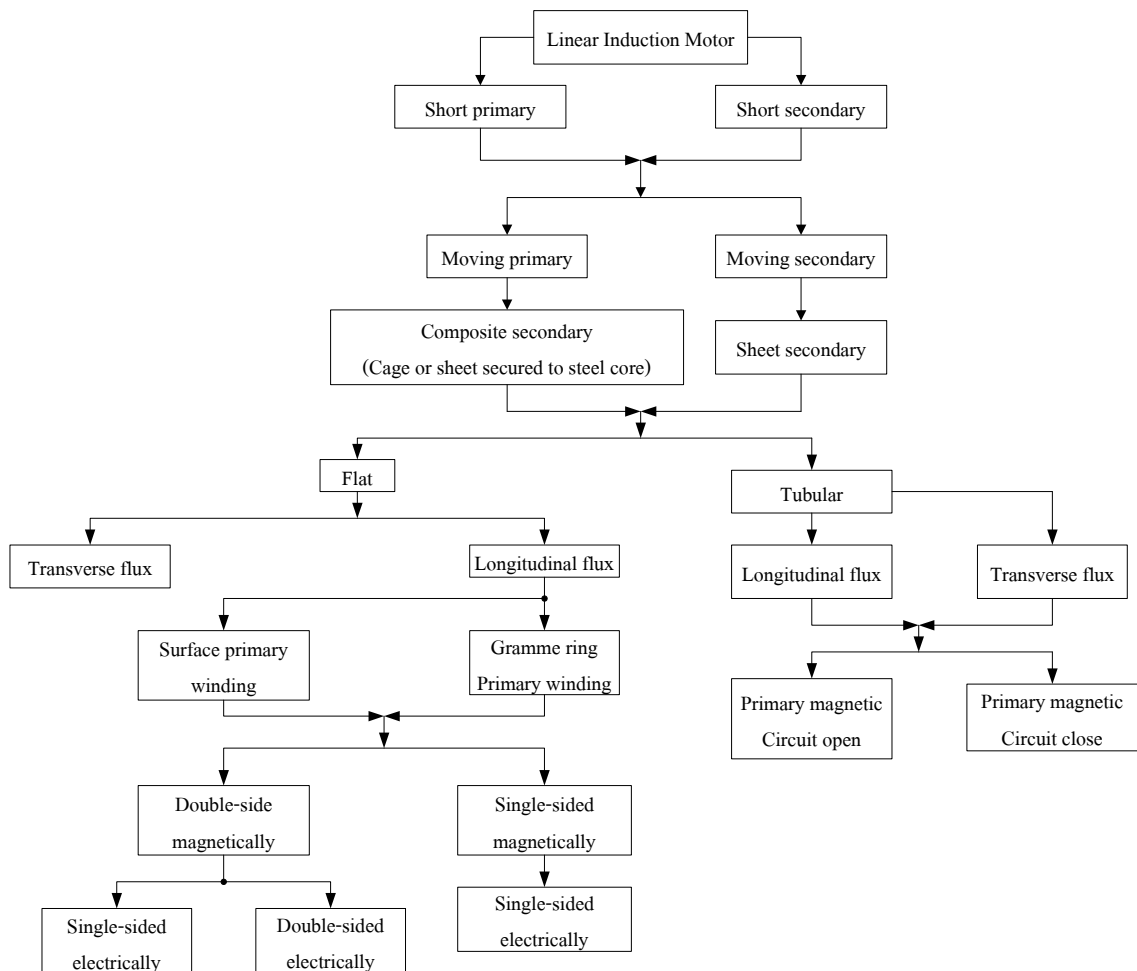 Linear Induction Motor
Short primary
Short secondary
Moving primary
Moving secondary
Composite secondary
(Cage or sheet secured to steel core)
Sheet secondary
Flat
Tubular
Transverse flux
Longitudinal flux
Longitudinal flux
Transverse flux
Surface primary
winding
Gramme ring
Primary winding
Primary magnetic
Circuit open
Primary magnetic
Circuit close
Double-side
magnetically
Single-sided
magnetically
Single-sided
electrically
Double-sided
electrically
Single-sided
electrically